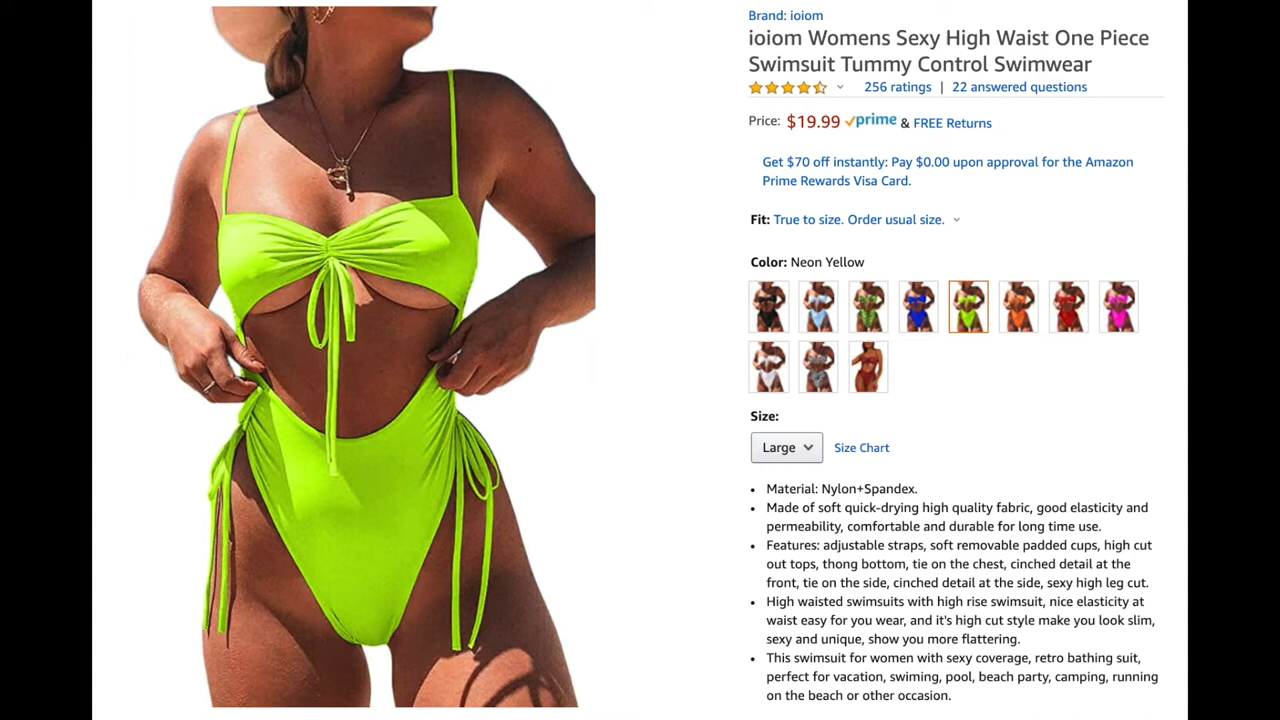 Brand: ioiom
ioiom Womens Sexy High Waist One Piece
Swimsuit Tummy Control Swimwear
256 ratings | 22 answered questions
Price: $19.99 prime & FREE Returns
Get $70 off instantly: Pay $0.00 upon approval for the Amazon
Prime Rewards Visa Card.
Fit: True to size. Order usual size.
Color: Neon Yellow
Size:
Large Size Chart
• Material: Nylon+Spandex.
• Made of soft quick-drying high quality fabric, good elasticity and
permeability, comfortable and durable for long time use.
• Features: adjustable straps, soft removable padded cups, high cut
out tops, thong bottom, tie on the chest, cinched detail at the
front, tie on the side, cinched detail at the side, sexy high leg cut.
• High waisted swimsuits with high rise swimsuit, nice elasticity at
waist easy for you wear, and it's high cut style make you look slim,
sexy and unique, show you more flattering.
• This swimsuit for women with sexy coverage, retro bathing suit,
perfect for vacation, swiming, pool, beach party, camping, running
on the beach or other occasion.